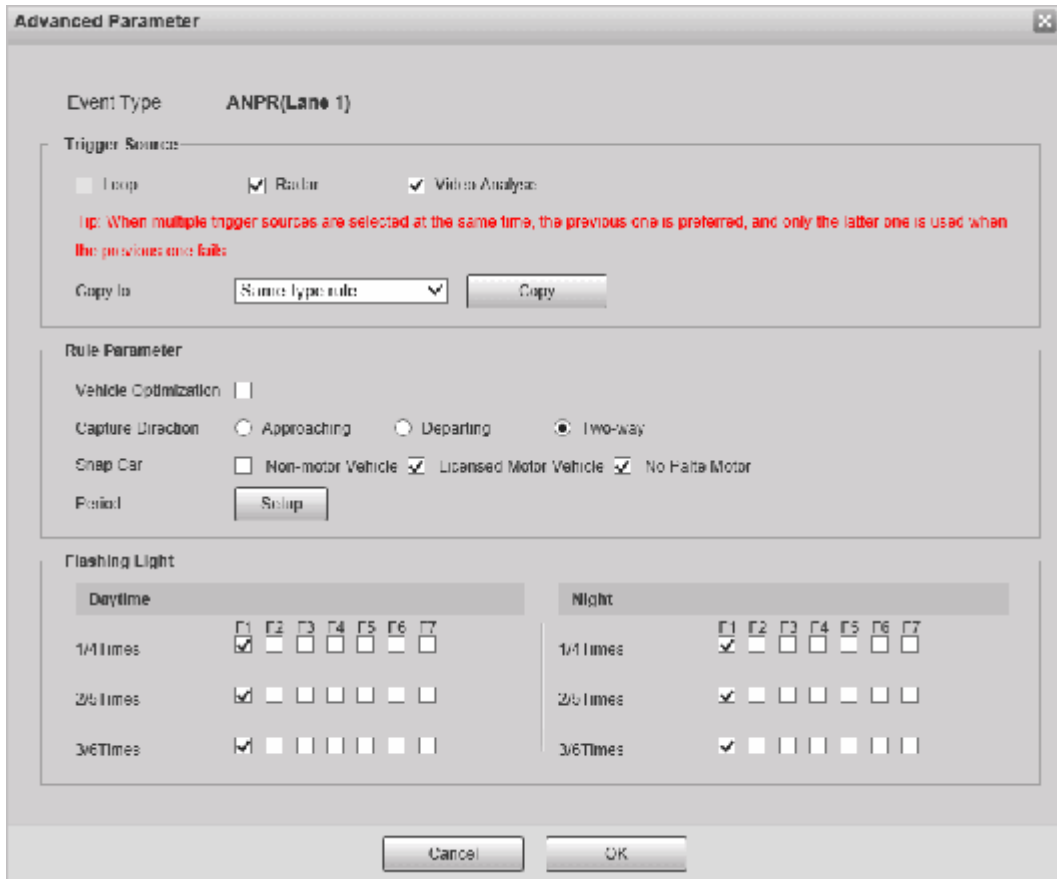 Advanced Parameter
Event Type ANPR(Lane 1)
Trigger Source
Loop Radar Video Analyse
Tip: When multiple trigger sources are selected at the same time, the previous one is preferred, and only the latter one is used when
the previous one fails
Copy to Same type rule Copy
Rule Parameter
Vehicle Optimization
Capture Direction Approaching Departing Two-way
Snap Car Non-motor Vehicle Licensed Motor Vehicle No Halte Motor
Period Setup
Flashing Light
Daytime Night
F1 F2 F3 F4 F5 F6 F7 F1 F2 F3 F4 F5 F6 F7
1/4Times 1/4Times
2/5Times 2/5Times
3/6Times 3/6Times
Cancel OK